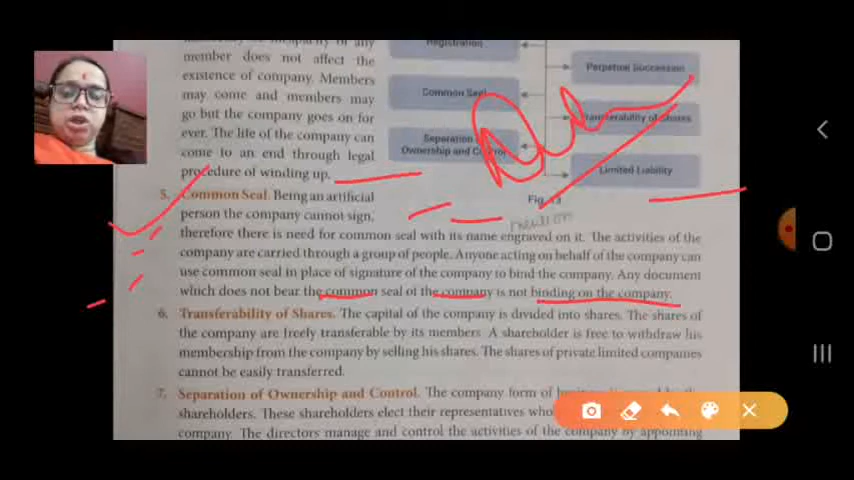 member does not affect the
existence of company. Members
may come and members may
go but the company goes on for
ever. The life of the company can
come to an end through legal
procedure of winding up.
Registration
Common Seal
Separation
Ownership and Control
Perpetual Succession
Transferability of Shares
Limited Liability
Fig.
5. Common Seal. Being an artificial
person the company cannot sign,
therefore there is need for common seal with its name engraved on it. The activities of the
company are carried through a group of people. Anyone acting on behalf of the company can
use common seal in place of signature of the company to bind the company. Any document
which does not bear the common seal of the company is not binding on the company.
6. Transferability of Shares. The capital of the company is divided into shares. The shares of
the company are freely transferable by its members. A shareholder is free to withdraw his
membership from the company by selling his shares. The shares of private limited companies
cannot be easily transferred.
7. Separation of Ownership and Control. The company form of
shareholders. These shareholders elect their representatives who
company. The directors manage and control the activities of the company by appointing